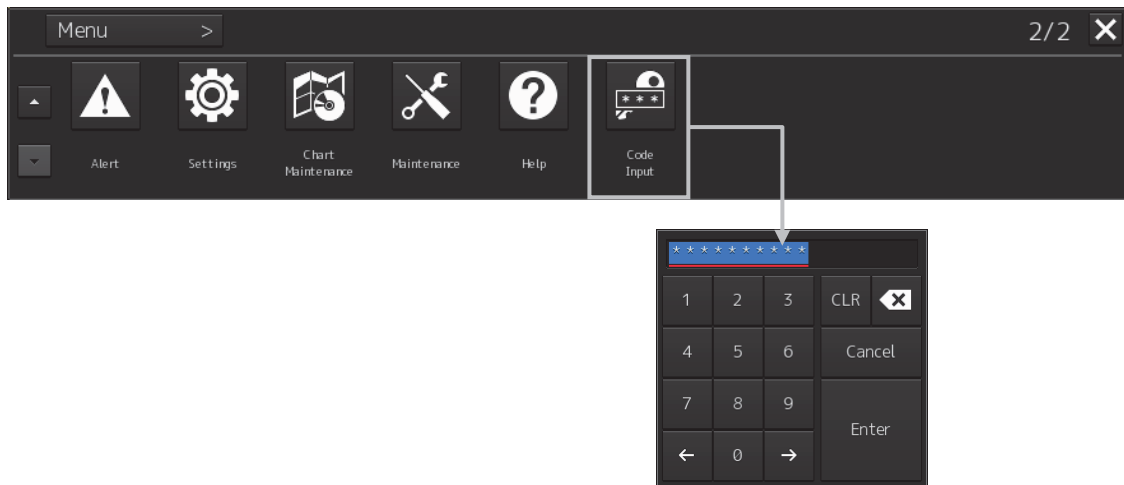 Menu >
2/2
Alert
Settings
Chart
Maintenance
Maintenance
Help
* * *
Code
Input
* * * * * * * * * *
1 2 3 CLR
4 5 6 Cancel
7 8 9 Enter
← 0 →